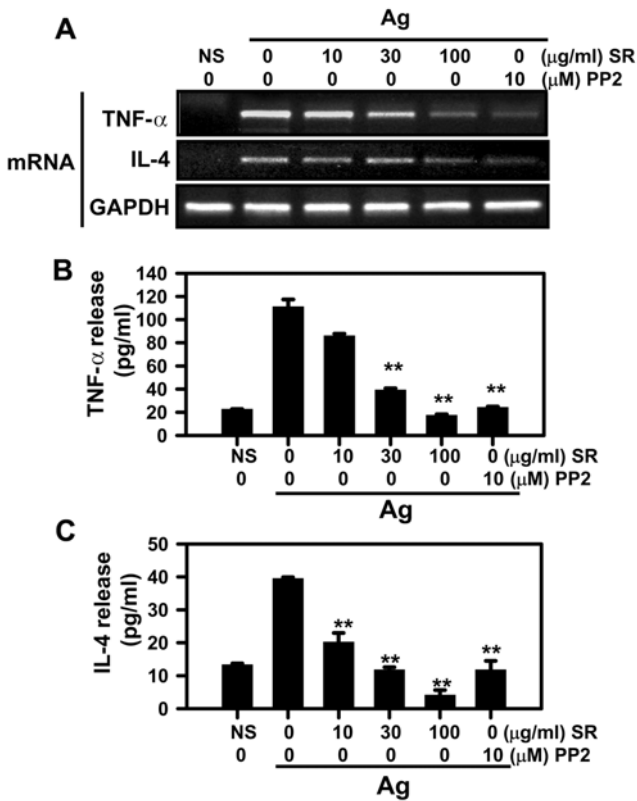 A
Ag
NS 0 10 30 100 0 (μg/ml) SR
0 0 0 0 0 10 (μM) PP2
mRNA
TNF-α
IL-4
GAPDH
B
TNF-α release
(pg/ml)
140
120
100
80
60
40
20
0
** ** **
NS 0 10 30 100 0 (μg/ml) SR
0 0 0 0 0 10 (μM) PP2
Ag
C
IL-4 release
(pg/ml)
50
40
30
20
10
0
** ** ** **
NS 0 10 30 100 0 (μg/ml) SR
0 0 0 0 0 10 (μM) PP2
Ag